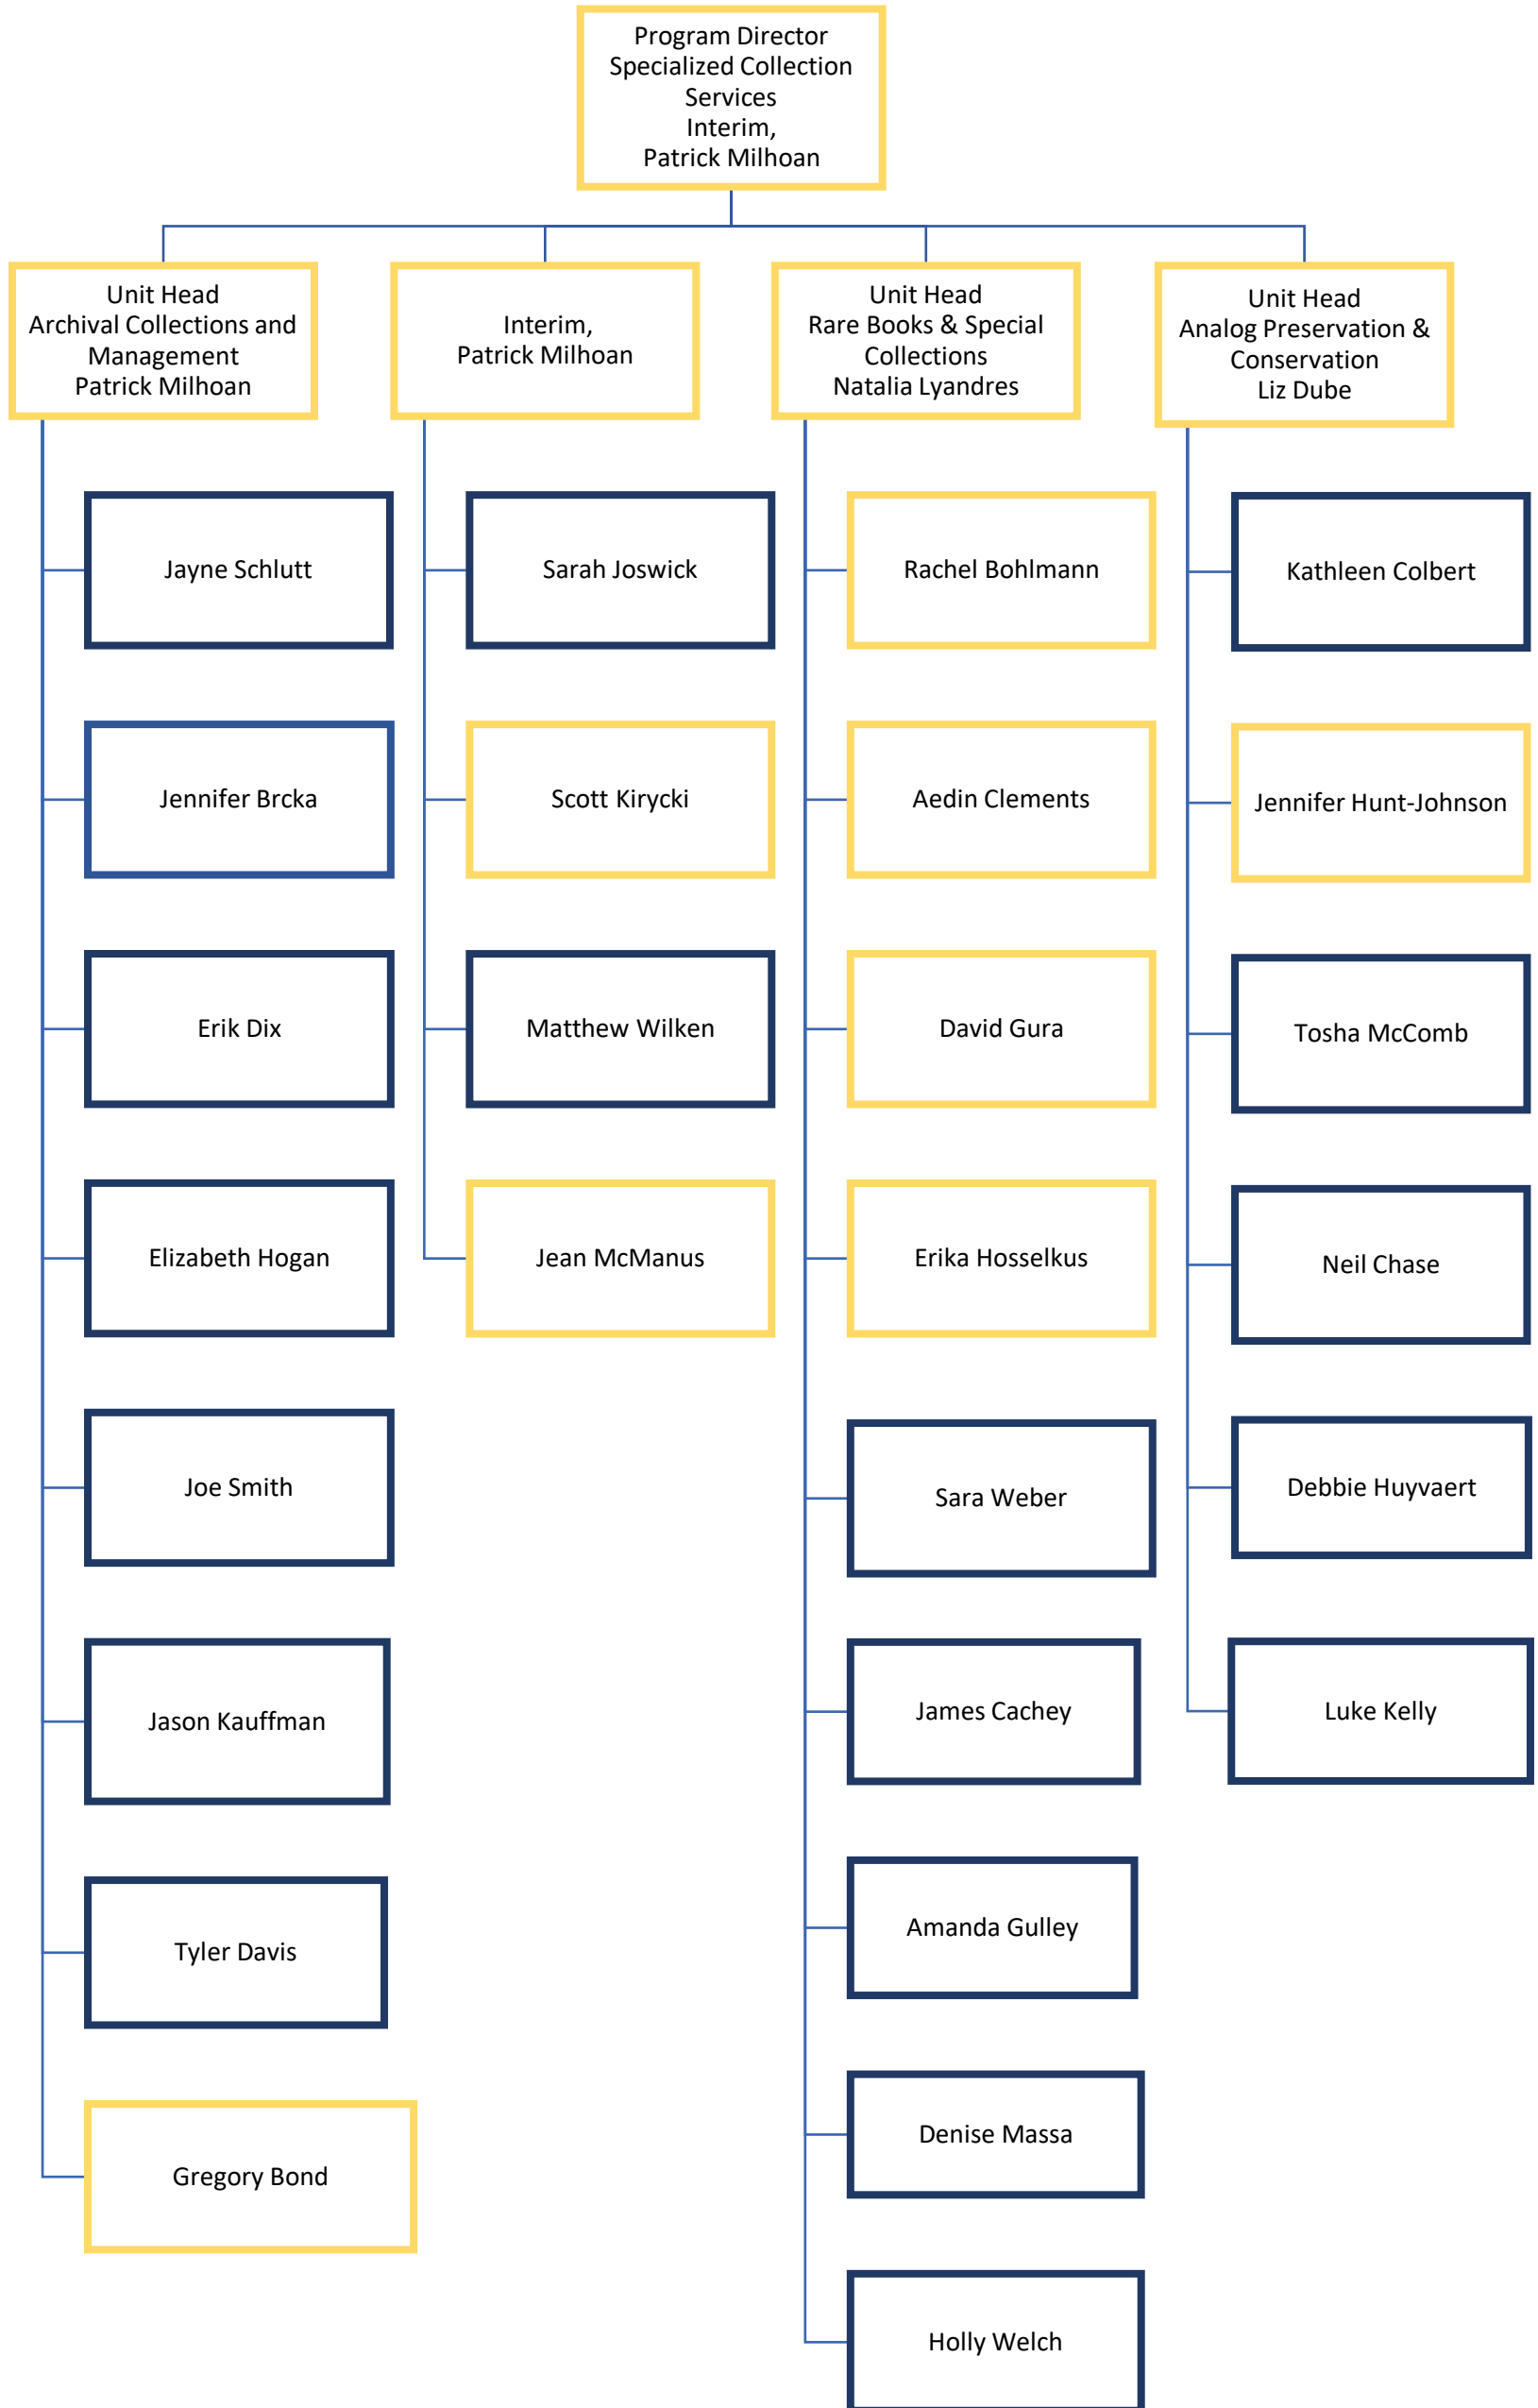 Program Director
Specialized Collection
Services
Interim,
Patrick Milhoan
Unit Head
Archival Collections and
Management
Patrick Milhoan
Interim,
Patrick Milhoan
Unit Head
Rare Books & Special
Collections
Natalia Lyandres
Unit Head
Analog Preservation &
Conservation
Liz Dube
Jayne Schlutt
Jennifer Brcka
Erik Dix
Elizabeth Hogan
Joe Smith
Jason Kauffman
Tyler Davis
Gregory Bond
Sarah Joswick
Scott Kirycki
Matthew Wilken
Jean McManus
Rachel Bohlmann
Aedin Clements
David Gura
Erika Hosselkus
Sara Weber
James Cachey
Amanda Gulley
Denise Massa
Holly Welch
Kathleen Colbert
Jennifer Hunt-Johnson
Tosha McComb
Neil Chase
Debbie Huyvaert
Luke Kelly